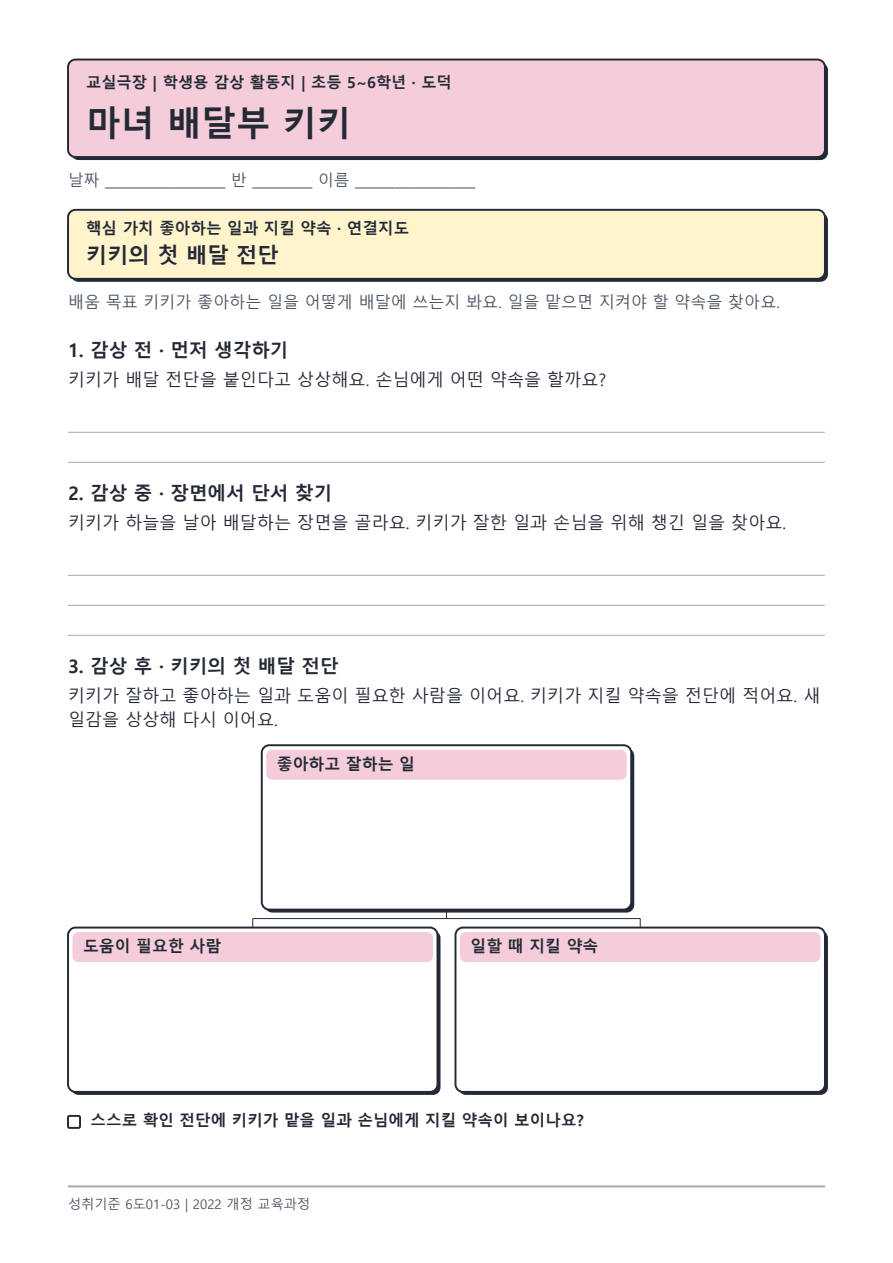 교실극장 | 학생용 감상 활동지 | 초등 5~6학년 · 도덕
마녀 배달부 키키
날짜 ______________ 반 _______ 이름 ______________
핵심 가치 좋아하는 일과 지킬 약속 · 연결지도
키키의 첫 배달 전단
배움 목표 키키가 좋아하는 일을 어떻게 배달에 쓰는지 봐요. 일을 맡으면 지켜야 할 약속을 찾아요.
1. 감상 전 · 먼저 생각하기
키키가 배달 전단을 붙인다고 상상해요. 손님에게 어떤 약속을 할까요?
2. 감상 중 · 장면에서 단서 찾기
키키가 하늘을 날아 배달하는 장면을 골라요. 키키가 잘한 일과 손님을 위해 챙긴 일을 찾아요.
3. 감상 후 · 키키의 첫 배달 전단
키키가 잘하고 좋아하는 일과 도움이 필요한 사람을 이어요. 키키가 지킬 약속을 전단에 적어요. 새
일감을 상상해 다시 이어요.
좋아하고 잘하는 일
도움이 필요한 사람
일할 때 지킬 약속
스스로 확인 전단에 키키가 맡을 일과 손님에게 지킬 약속이 보이나요?
성취기준 6도01-03 | 2022 개정 교육과정